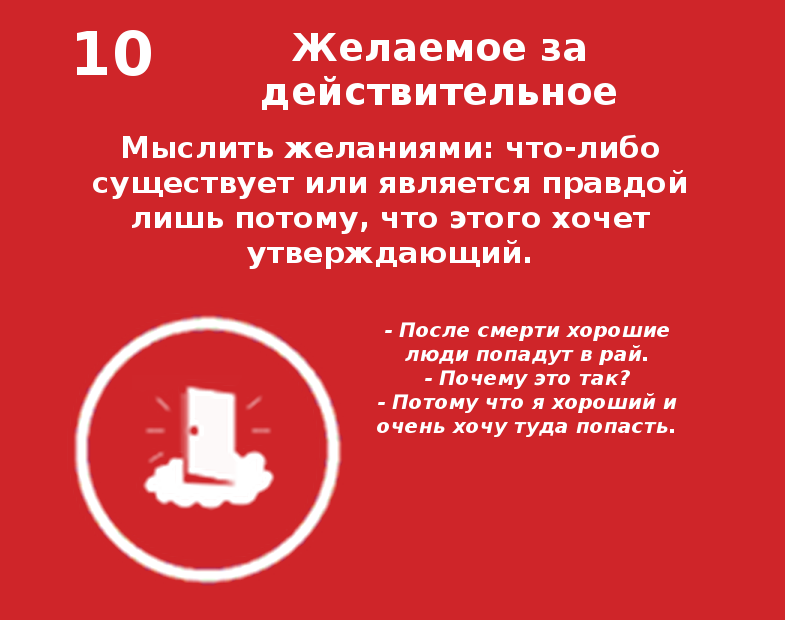 10
Желаемое за
действительное
Мыслить желаниями: что-либо
существует или является правдой
лишь потому, что этого хочет
утверждающий.
- После смерти хорошие
люди попадут в рай.
- Почему это так?
- Потому что я хороший и
очень хочу туда попасть.